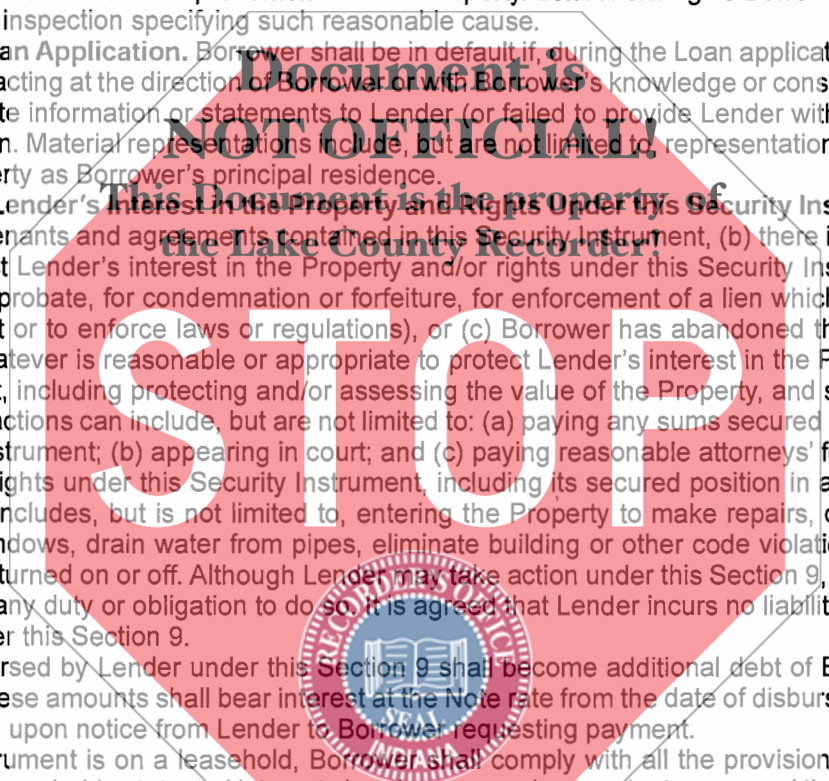 inspection specifying such reasonable cause.
an Application. Borrower shall be in default if, during the Loan applicat
acting at the direction of Borrower or with Borrower's knowledge or cons
Document is
te information or statements to Lender (or failed to provide Lender with
NOT OFFICIAL!
n. Material representations include, but are not limited to, representation
rty as Borrower's principal residence.
This Document is the property of
Lender's Interest in the Property and Rights Under this Security Ins
the Lake County Recorder!
enants and agreements contained in this Security Instrument, (b) there i
t Lender's interest in the Property and/or rights under this Security Ins
probate, for condemnation or forfeiture, for enforcement of a lien whicl
t or to enforce laws or regulations), or (c) Borrower has abandoned th
atever is reasonable or appropriate to protect Lender's interest in the P
t, including protecting and/or assessing the value of the Property, and s
actions can include, but are not limited to: (a) paying any sums secured
STOP
strument; (b) appearing in court; and (c) paying reasonable attorneys' f
ights under this Security Instrument, including its secured position in a
ncludes, but is not limited to, entering the Property to make repairs, c
ndows, drain water from pipes, eliminate building or other code violati
turned on or off. Although Lender may take action under this Section 9,
any duty or obligation to do so. It is agreed that Lender incurs no liabilit
er this Section 9.
RECORDER'S OFFICE
rsed by Lender under this Section 9 shall become additional debt of B
ese amounts shall bear interest at the Note rate from the date of disburs
SEAL
upon notice from Lender to Borrower requesting payment.
INDIANA
rument is on a leasehold, Borrower shall comply with all the provision